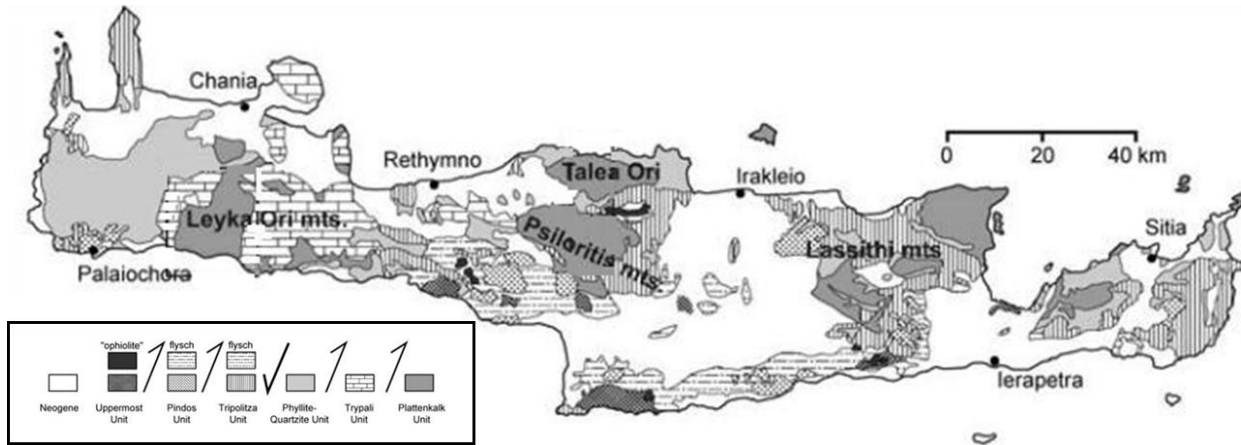 Chania
Rethymno
Talea Ori
Irakleio
0 20 40 km
Leyka Ori mts.
Psiloritis mts.
Lassithi mts
Sitia
Palaiochora
Ierapetra
"ophiolite" flysch flysch
Neogene Uppermost Unit Pindos Unit Tripolitza Unit Phyllite-Quartzite Unit Trypali Unit Plattenkalk Unit